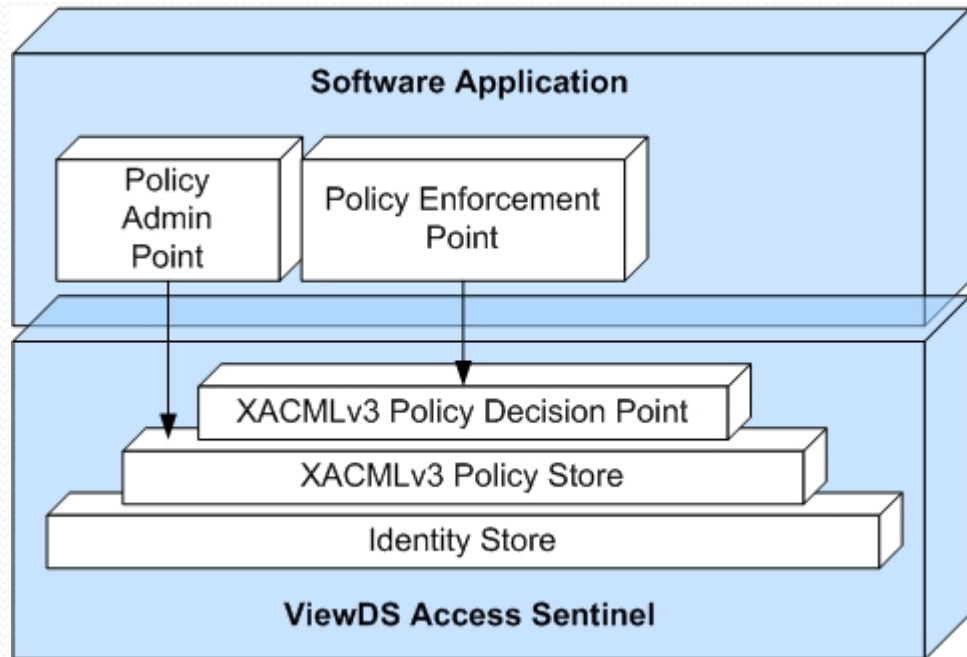 Software Application
Policy
Admin
Point
Policy Enforcement
Point
XACMLv3 Policy Decision Point
XACMLv3 Policy Store
Identity Store
ViewDS Access Sentinel